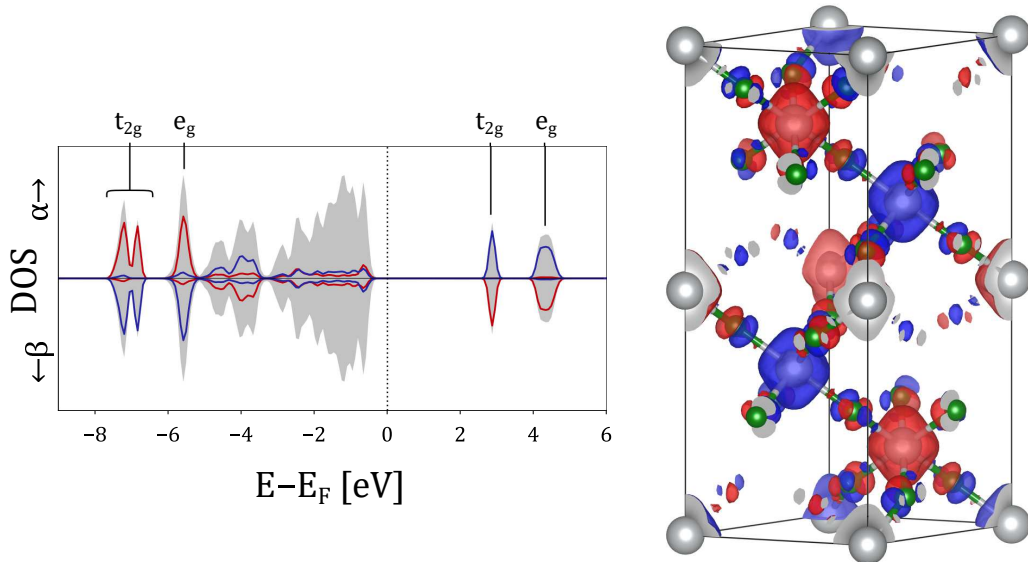 t2g eg t2g eg
DOS
α→
←β
−8 −6 −4 −2 0 2 4 6
E−EF [eV]